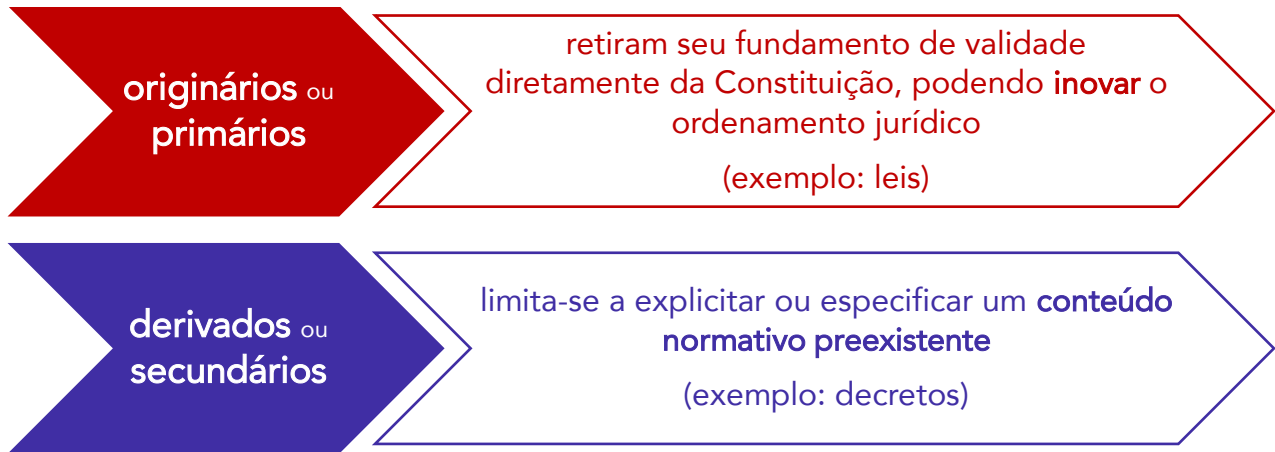 originários ou
primários
retiram seu fundamento de validade
diretamente da Constituição, podendo inovar o
ordenamento jurídico
(exemplo: leis)
derivados ou
secundários
limita-se a explicitar ou especificar um conteúdo
normativo preexistente
(exemplo: decretos)